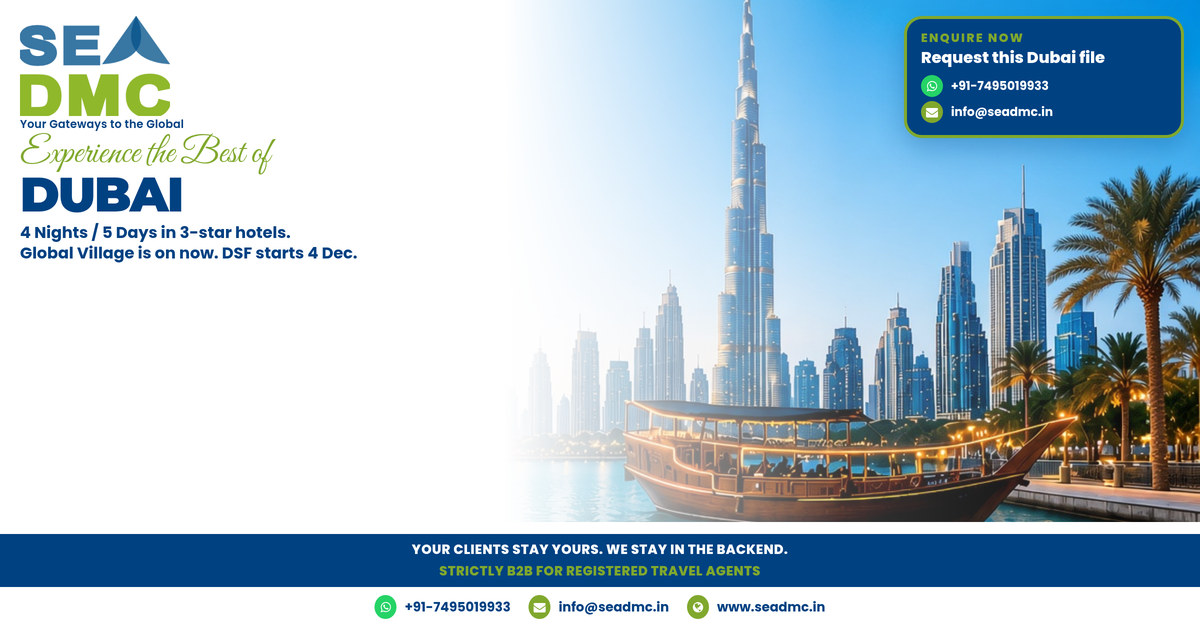 SEA
DMC
Your Gateways to the Global
Experience the Best of
DUBAI
4 Nights / 5 Days in 3-star hotels.
Global Village is on now. DSF starts 4 Dec.
ENQUIRE NOW
Request this Dubai file
+91-7495019933
info@seadmc.in
YOUR CLIENTS STAY YOURS. WE STAY IN THE BACKEND.
STRICTLY B2B FOR REGISTERED TRAVEL AGENTS
+91-7495019933
info@seadmc.in
www.seadmc.in